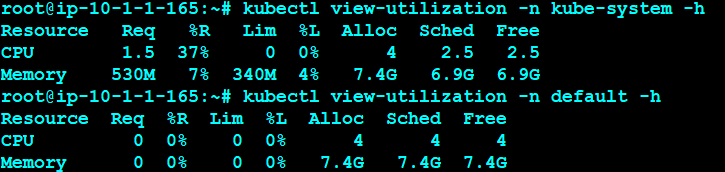 root@ip-10-1-1-165:~# kubectl view-utilization -n kube-system -h
Resource Req %R Lim %L Alloc Sched Free
CPU 1.5 37% 0 0% 4 2.5 2.5
Memory 530M 7% 340M 4% 7.4G 6.9G 6.9G
root@ip-10-1-1-165:~# kubectl view-utilization -n default -h
Resource Req %R Lim %L Alloc Sched Free
CPU 0 0% 0 0% 4 4 4
Memory 0 0% 0 0% 7.4G 7.4G 7.4G